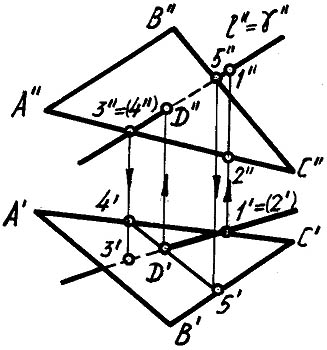 B″
ℓ″=γ″
5″
1″
A″
3″=(4″)
D″
2″
C″
A′
4′
1′=(2′)
3′
D′
C′
5′
B′